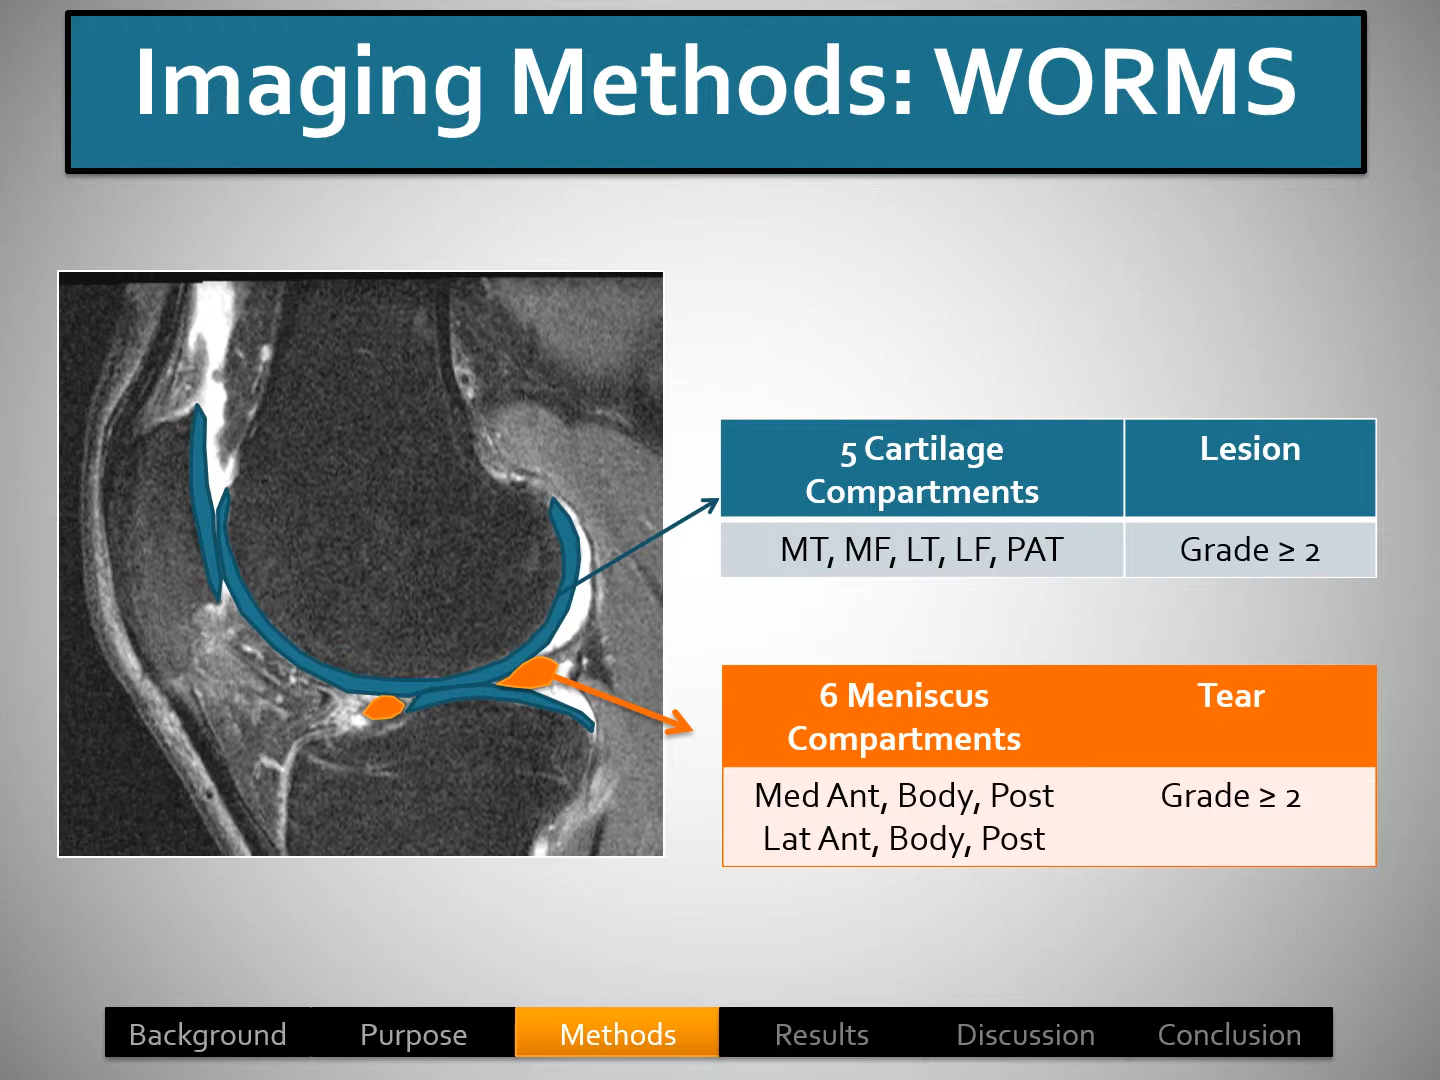 Imaging Methods: WORMS
5 Cartilage
Compartments
Lesion
MT, MF, LT, LF, PAT
Grade ≥ 2
6 Meniscus
Compartments
Tear
Med Ant, Body, Post
Lat Ant, Body, Post
Grade ≥ 2
Background
Purpose
Methods
Results
Discussion
Conclusion